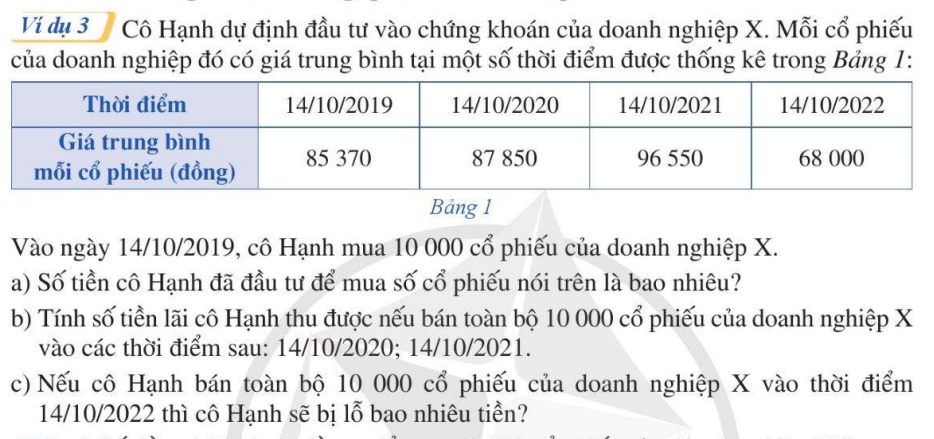 Ví dụ 3 Cô Hạnh dự định đầu tư vào chứng khoán của doanh nghiệp X. Mỗi cổ phiếu
của doanh nghiệp đó có giá trung bình tại một số thời điểm được thống kê trong Bảng 1:
Thời điểm 14/10/2019 14/10/2020 14/10/2021 14/10/2022
Giá trung bình
mỗi cổ phiếu (đồng) 85 370 87 850 96 550 68 000
Bảng 1
Vào ngày 14/10/2019, cô Hạnh mua 10 000 cổ phiếu của doanh nghiệp X.
a) Số tiền cô Hạnh đã đầu tư để mua số cổ phiếu nói trên là bao nhiêu?
b) Tính số tiền lãi cô Hạnh thu được nếu bán toàn bộ 10 000 cổ phiếu của doanh nghiệp X
vào các thời điểm sau: 14/10/2020; 14/10/2021.
c) Nếu cô Hạnh bán toàn bộ 10 000 cổ phiếu của doanh nghiệp X vào thời điểm
14/10/2022 thì cô Hạnh sẽ bị lỗ bao nhiêu tiền?